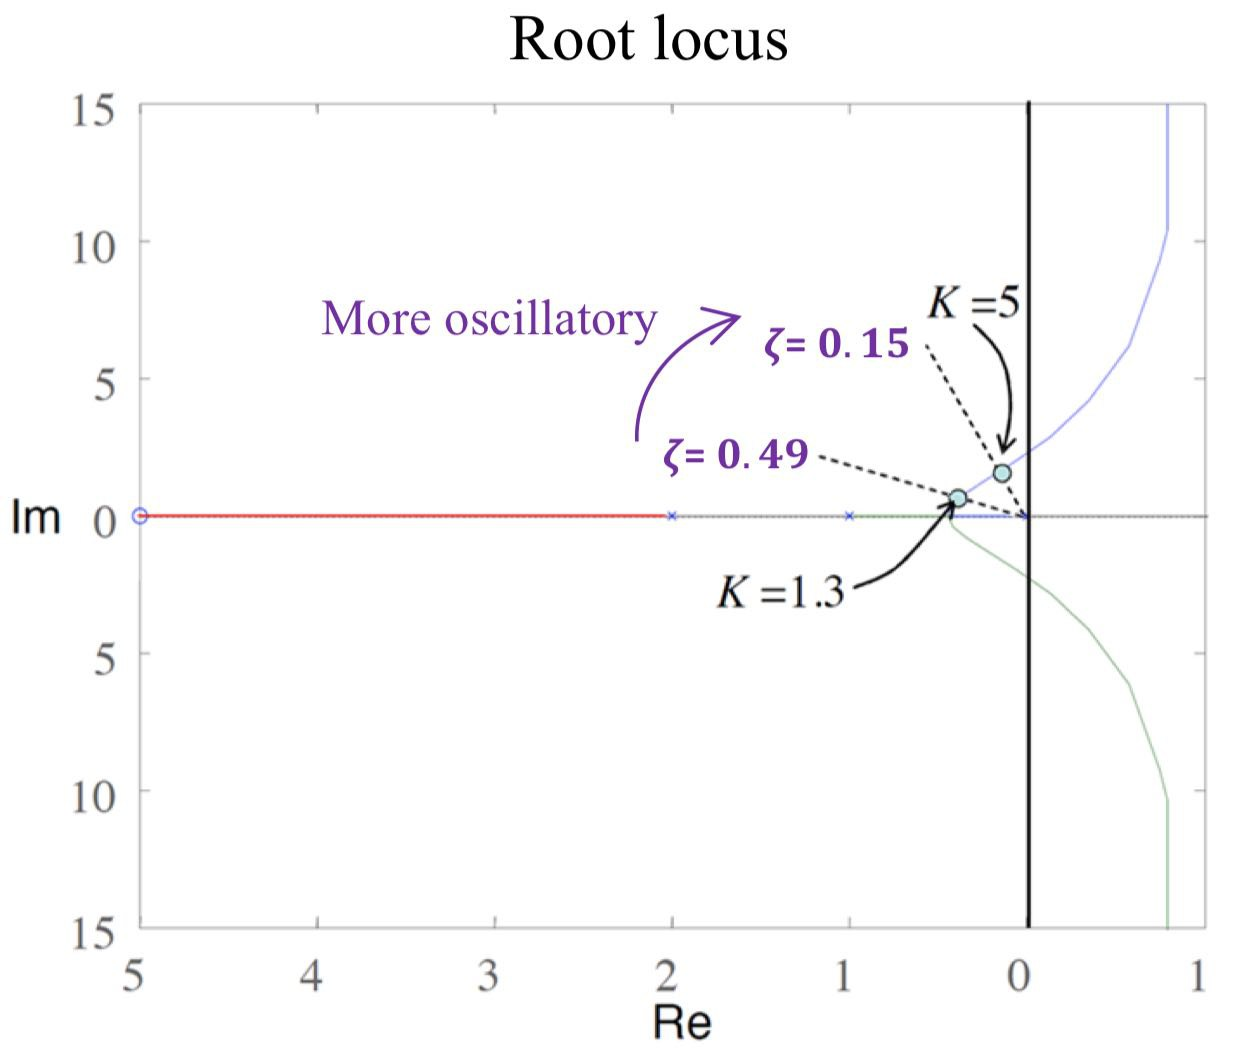 Root locus
15
10
K =5
More oscillatory
ζ= 0.15
5
ζ= 0.49
Im 0
K =1.3
5
10
15
5 4 3 2 1 0 1
Re